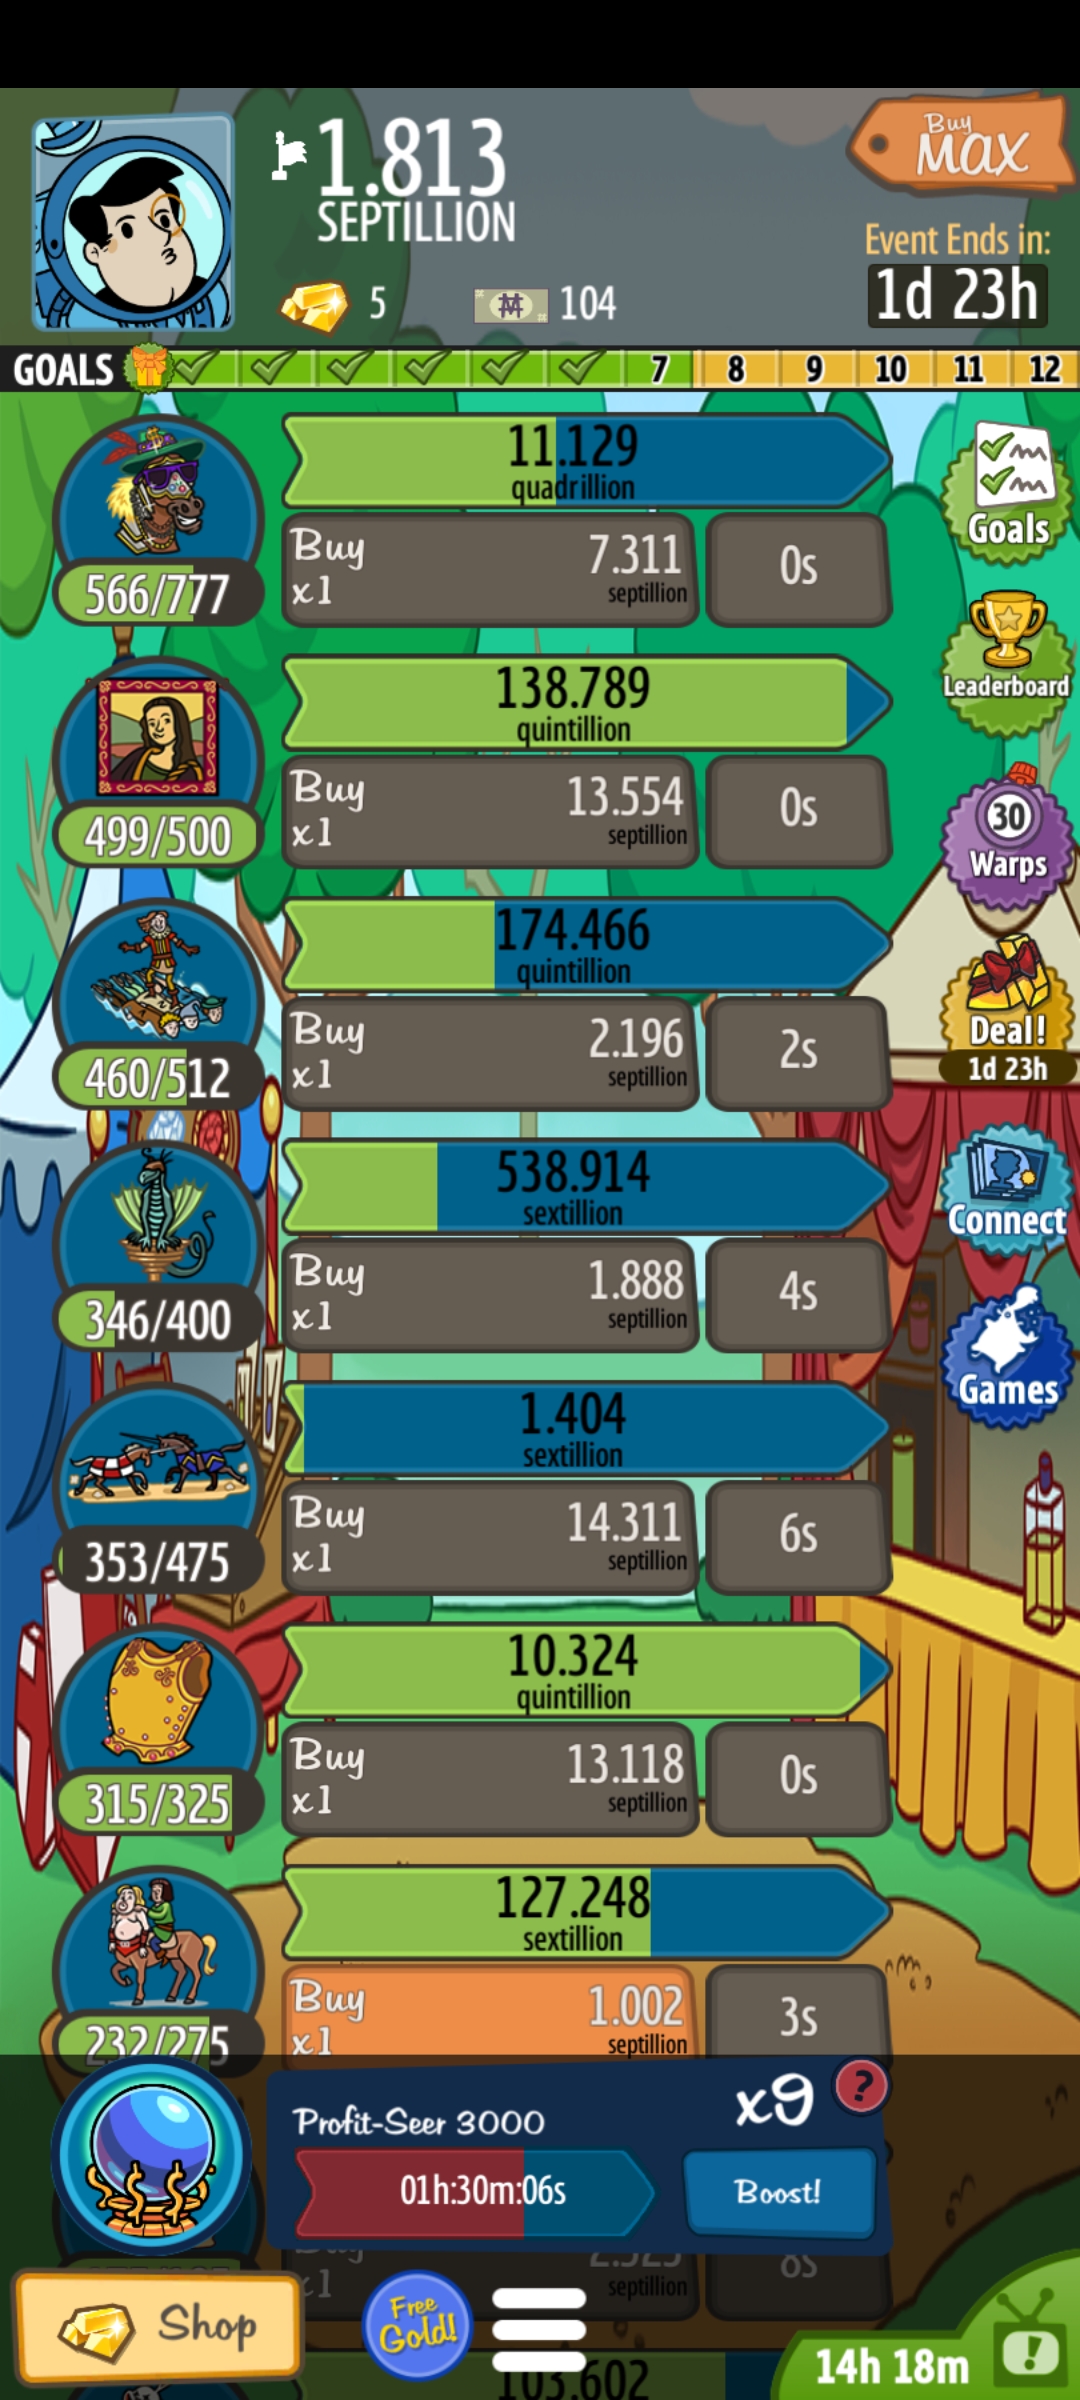 1.813
SEPTILLION
Buy
MAX
5
104
Event Ends in:
1d 23h
GOALS 7 8 9 10 11 12
11.129
quadrillion
566/777
Buy
x1
7.311
septillion
0s
Goals
138.789
quintillion
499/500
Buy
x1
13.554
septillion
0s
Leaderboard
174.466
quintillion
460/512
Buy
x1
2.196
septillion
2s
30
Warps
Deal!
1d 23h
538.914
sextillion
346/400
Buy
x1
1.888
septillion
4s
Connect
1.404
sextillion
353/475
Buy
x1
14.311
septillion
6s
Games
10.324
quintillion
315/325
Buy
x1
13.118
septillion
0s
127.248
sextillion
232/275
Buy
x1
1.002
septillion
3s
Profit-Seer 3000
x9
?
01h:30m:06s
Boost!
x1
septillion
8s
Shop
Free
Gold!
14h 18m
!
103.602